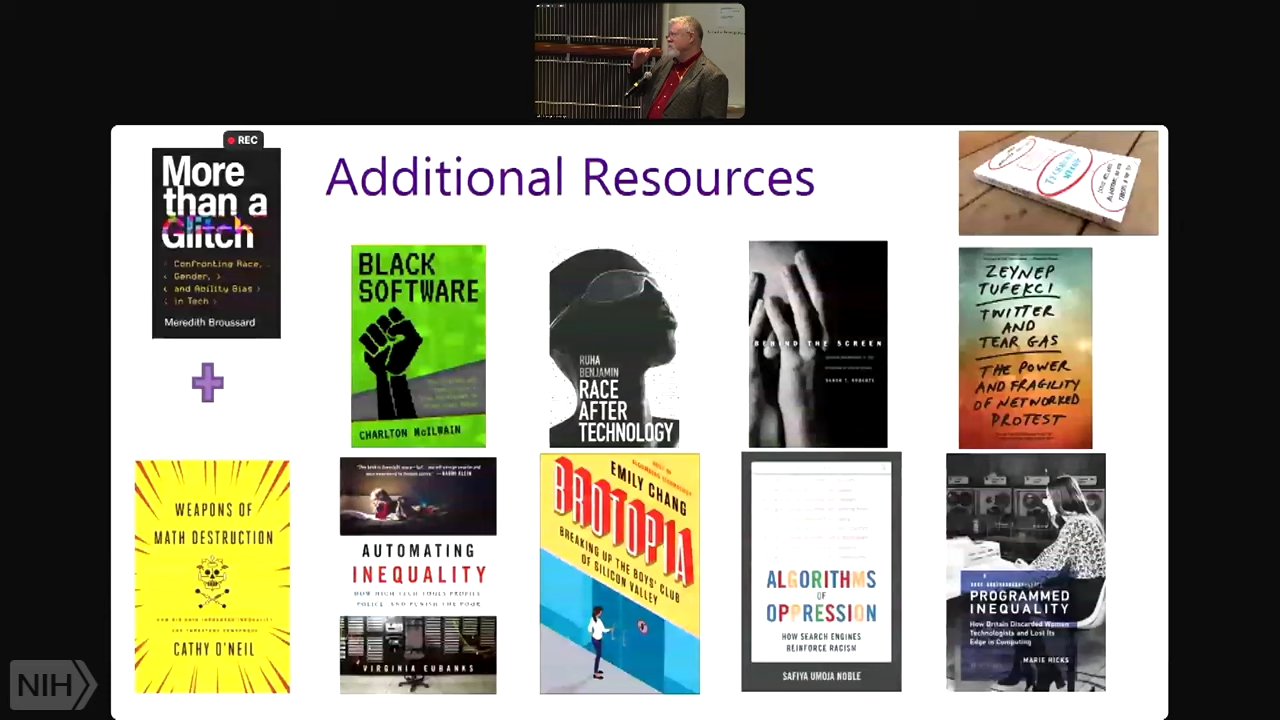 REC
Additional Resources
More
than a
Glitch
Confronting Race,
Gender,
and Ability Bias
in Tech
Meredith Broussard
BLACK
SOFTWARE
CHARLTON McILWAIN
RUHA
BENJAMIN
RACE
AFTER
TECHNOLOGY
BEHIND THE SCREEN
SARAH T. ROBERTS
ZEYNEP
TUFEKCI
TWITTER
AND
TEAR GAS
THE POWER
AND FRAGILITY
OF NETWORKED
PROTEST
WEAPONS OF
MATH DESTRUCTION
CATHY O'NEIL
AUTOMATING
INEQUALITY
HOW HIGH-TECH TOOLS PROFILE,
POLICE, AND PUNISH THE POOR
VIRGINIA EUBANKS
EMILY CHANG
BROTOPIA
BREAKING UP THE BOYS' CLUB
OF SILICON VALLEY
ALGORITHMS
OF
OPPRESSION
HOW SEARCH ENGINES
REINFORCE RACISM
SAFIYA UMOJA NOBLE
PROGRAMMED
INEQUALITY
How Britain Discarded Women
Technologists and Lost Its
Edge in Computing
MARIE HICKS
NIH